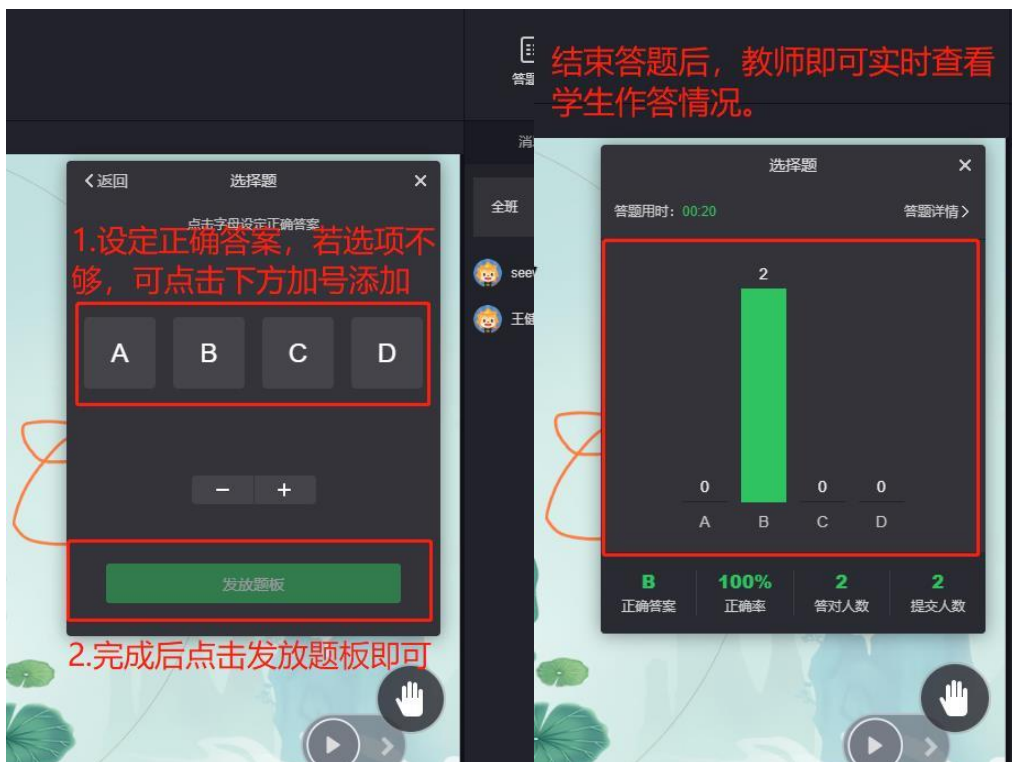 答题
消息
全班
seew
王健
<返回
选择题
×
点击字母设定正确答案
1.设定正确答案，若选项不
够，可点击下方加号添加
A
B
C
D
−
+
发放题板
2.完成后点击发放题板即可
结束答题后，教师即可实时查看
学生作答情况。
选择题
×
答题用时：00:20
答题详情>
2
0
0
0
A
B
C
D
B
100%
2
2
正确答案
正确率
答对人数
提交人数